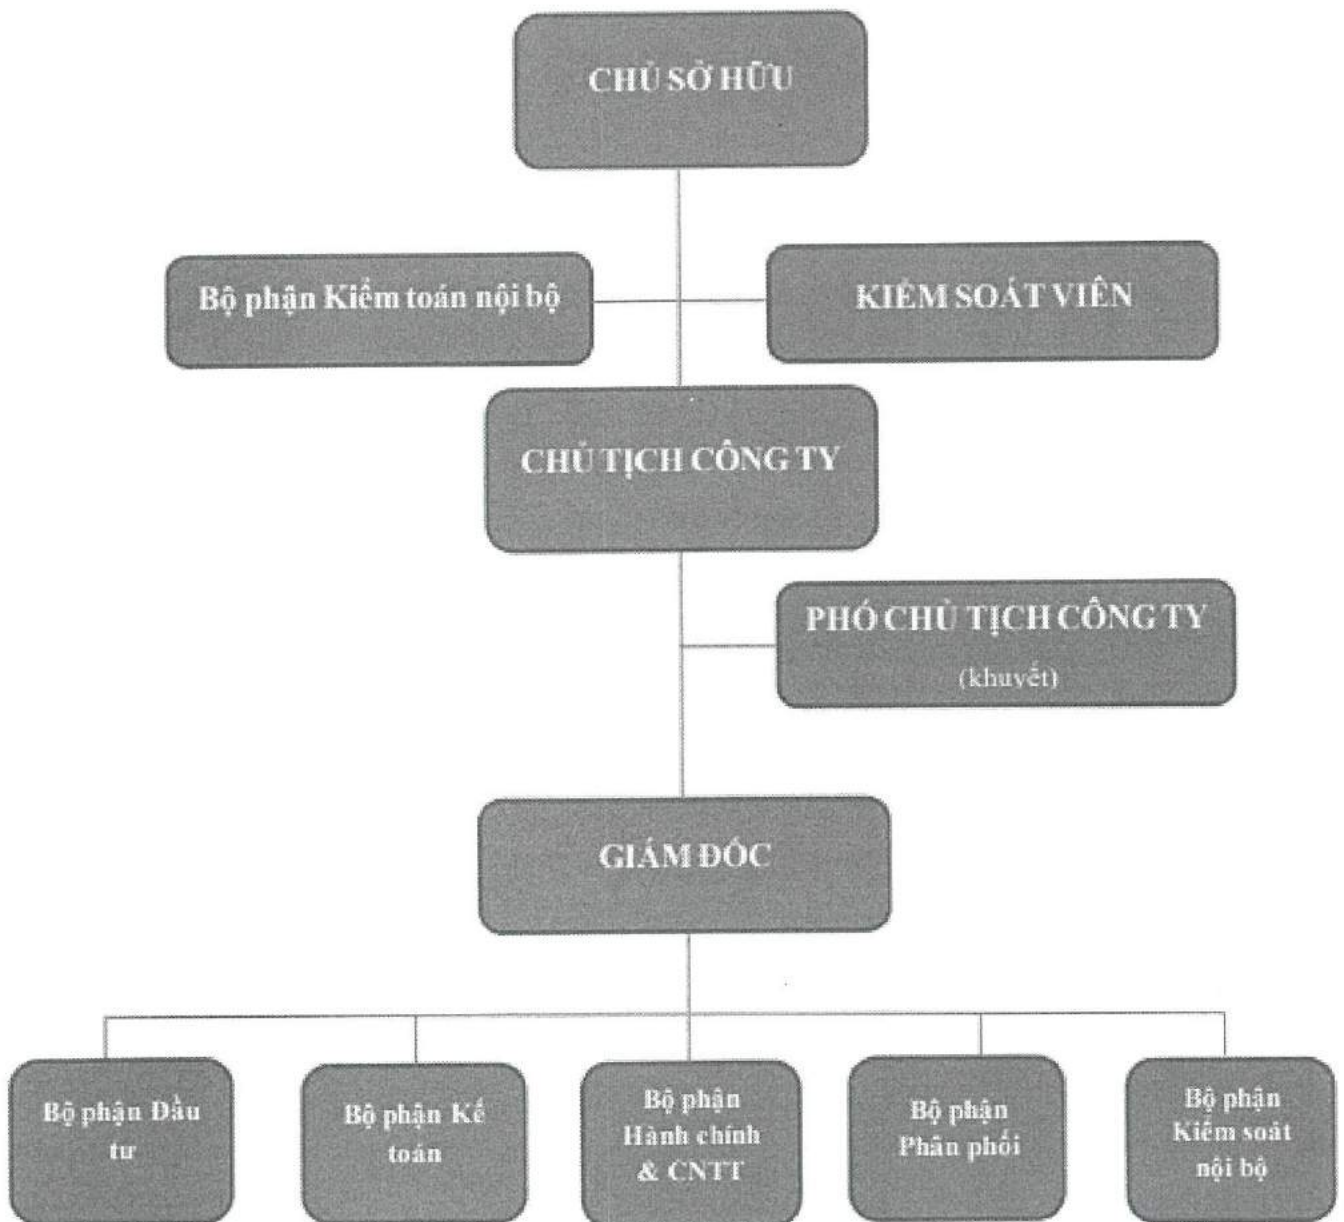 CHỦ SỞ HỮU
Bộ phận Kiểm toán nội bộ
KIỂM SOÁT VIÊN
CHỦ TỊCH CÔNG TY
PHÓ CHỦ TỊCH CÔNG TY
(khuyết)
GIÁM ĐỐC
Bộ phận Đầu
tư
Bộ phận Kế
toán
Bộ phận
Hành chính
& CNTT
Bộ phận
Phân phối
Bộ phận
Kiểm soát
nội bộ